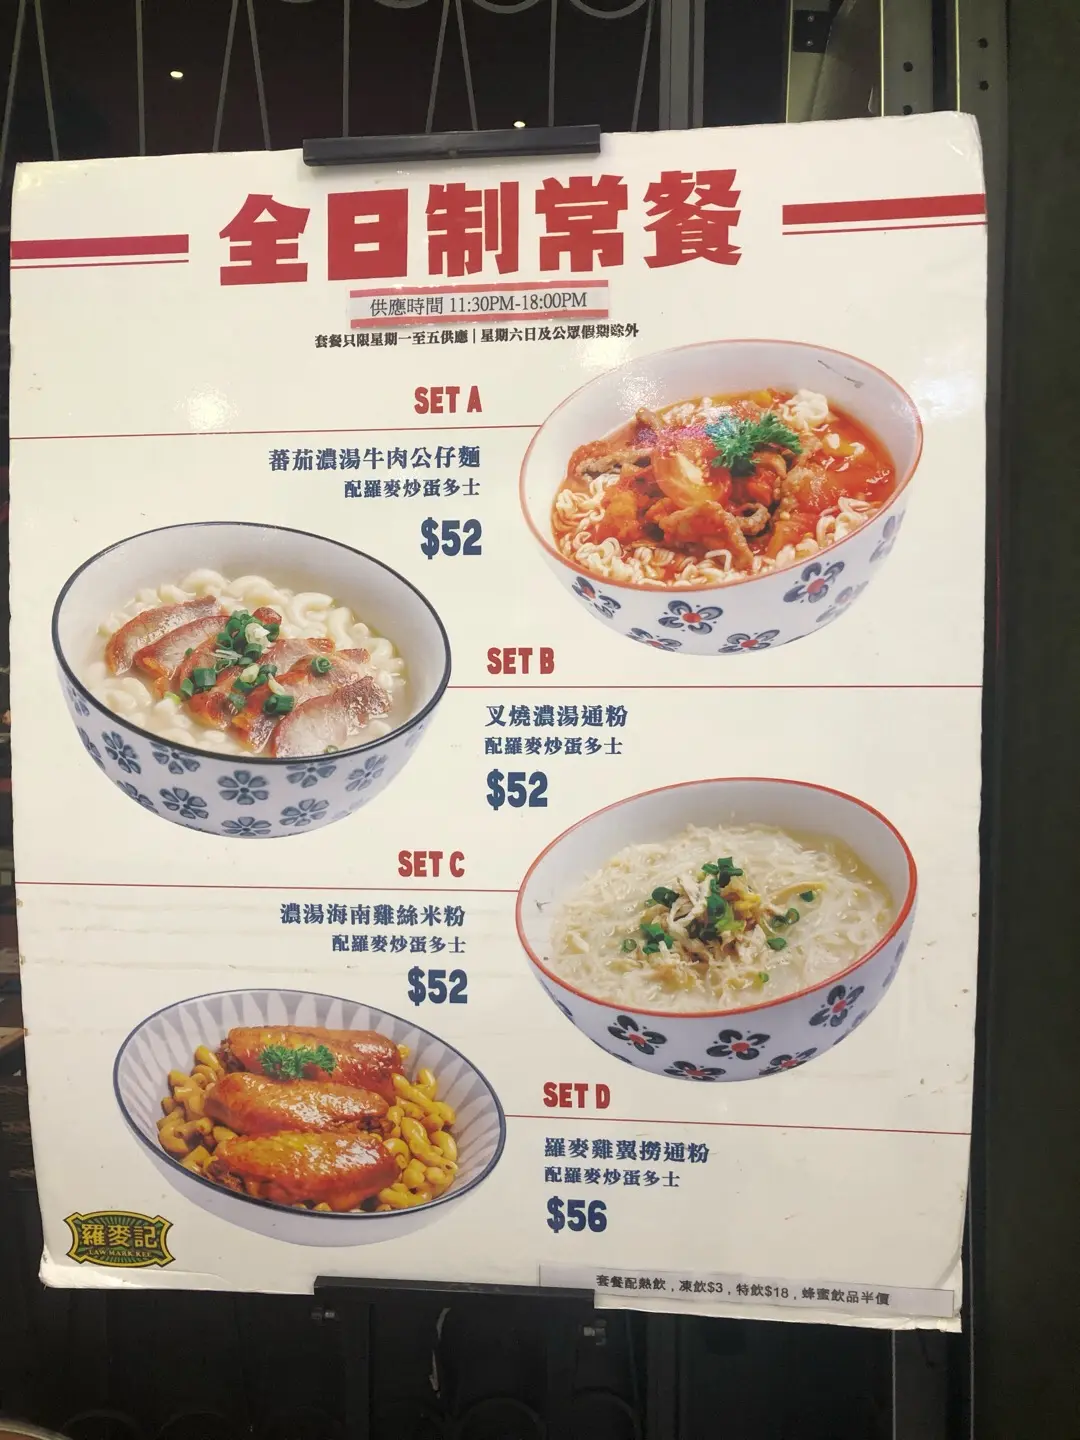 全日制常餐
供應時間 11:30PM-18:00PM
套餐只限星期一至五供應 | 星期六日及公眾假期除外
SET A
蕃茄濃湯牛肉公仔麵
配羅麥炒蛋多士
$52
SET B
叉燒濃湯通粉
配羅麥炒蛋多士
$52
SET C
濃湯海南雞絲米粉
配羅麥炒蛋多士
$52
SET D
羅麥雞翼撈通粉
配羅麥炒蛋多士
$56
羅麥記
LAW MARK KEE
套餐配熱飲，凍飲$3，特飲$18，蜂蜜飲品半價